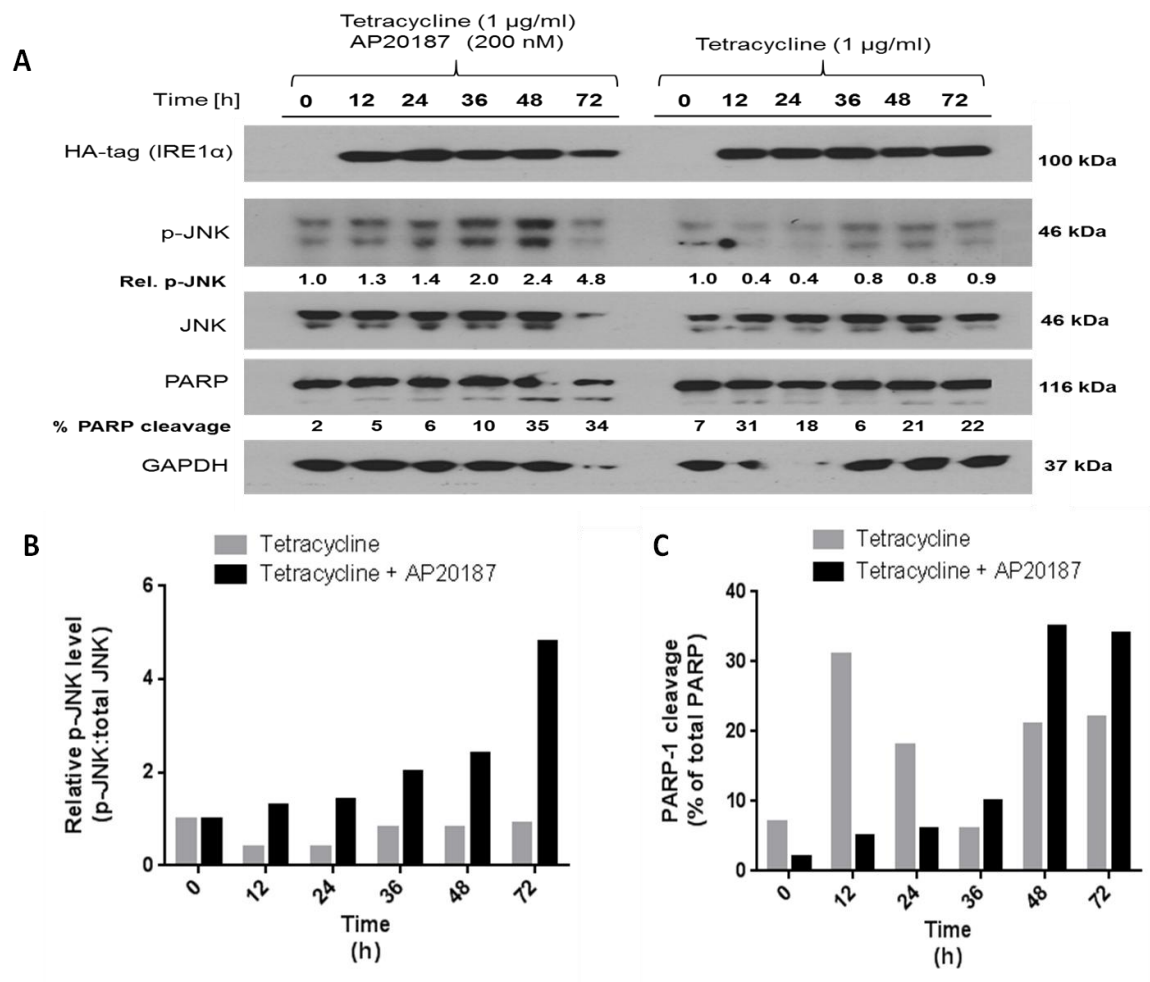 A
Tetracycline (1 µg/ml)
AP20187 (200 nM)
Tetracycline (1 µg/ml)
Time [h] 0 12 24 36 48 72 0 12 24 36 48 72
HA-tag (IRE1α) 100 kDa
p-JNK 46 kDa
Rel. p-JNK 1.0 1.3 1.4 2.0 2.4 4.8 1.0 0.4 0.4 0.8 0.8 0.9
JNK 46 kDa
PARP 116 kDa
% PARP cleavage 2 5 6 10 35 34 7 31 18 6 21 22
GAPDH 37 kDa
B
Tetracycline
Tetracycline + AP20187
Relative p-JNK level
(p-JNK:total JNK)
6
4
2
0
0 12 24 36 48 72
Time
(h)
C
Tetracycline
Tetracycline + AP20187
PARP-1 cleavage
(% of total PARP)
40
30
20
10
0
0 12 24 36 48 72
Time
(h)